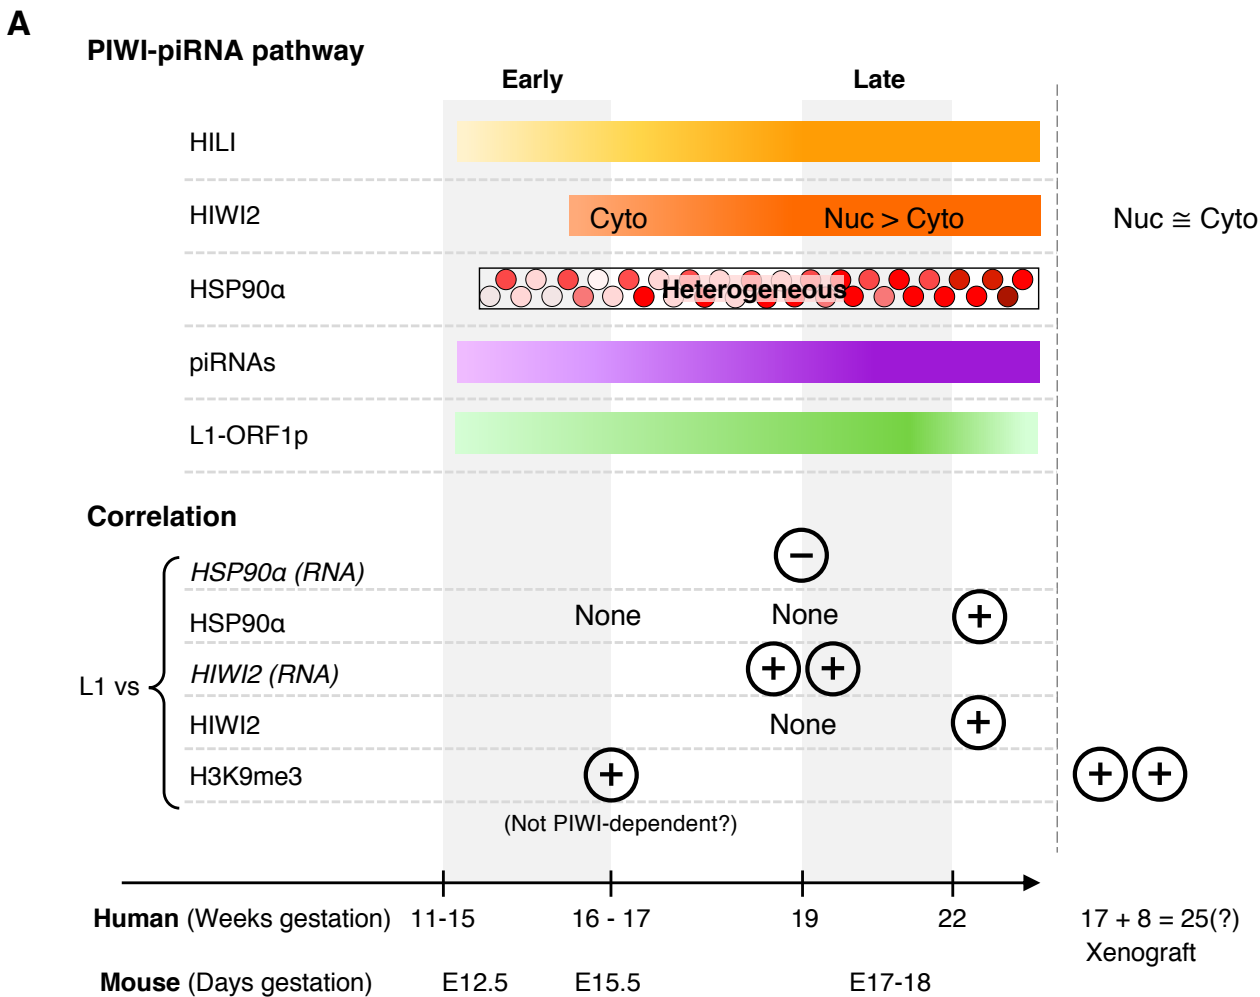 A
PIWI-piRNA pathway
Early Late
HILI
HIWI2 Cyto Nuc > Cyto Nuc ≅ Cyto
HSP90α Heterogeneous
piRNAs
L1-ORF1p
Correlation
HSP90α (RNA) −
HSP90α None None +
L1 vs HIWI2 (RNA) + +
HIWI2 None +
H3K9me3 + + +
(Not PIWI-dependent?)
Human (Weeks gestation) 11-15 16 - 17 19 22 17 + 8 = 25(?)
Xenograft
Mouse (Days gestation) E12.5 E15.5 E17-18